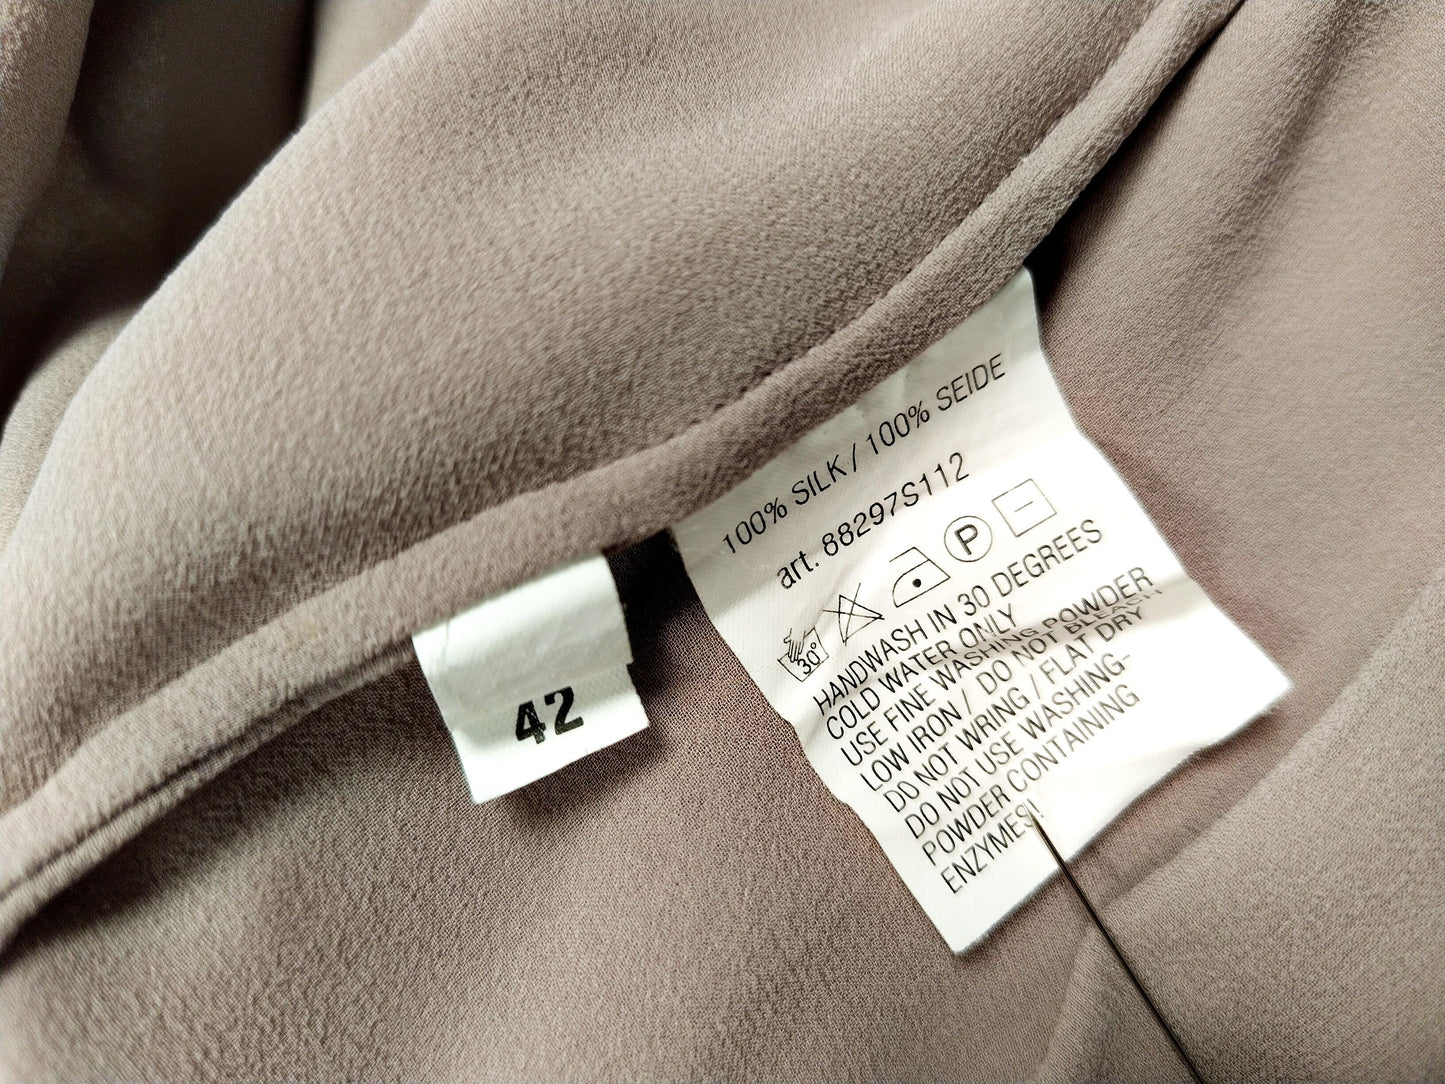 42
100% SILK / 100% SEIDE
art. 88297S112
30° P
HANDWASH IN 30 DEGREES
COLD WATER ONLY
USE FINE WASHING POWDER
LOW IRON / DO NOT BLEACH
DO NOT WRING / FLAT DRY
DO NOT USE WASHING-
POWDER CONTAINING
ENZYMES!